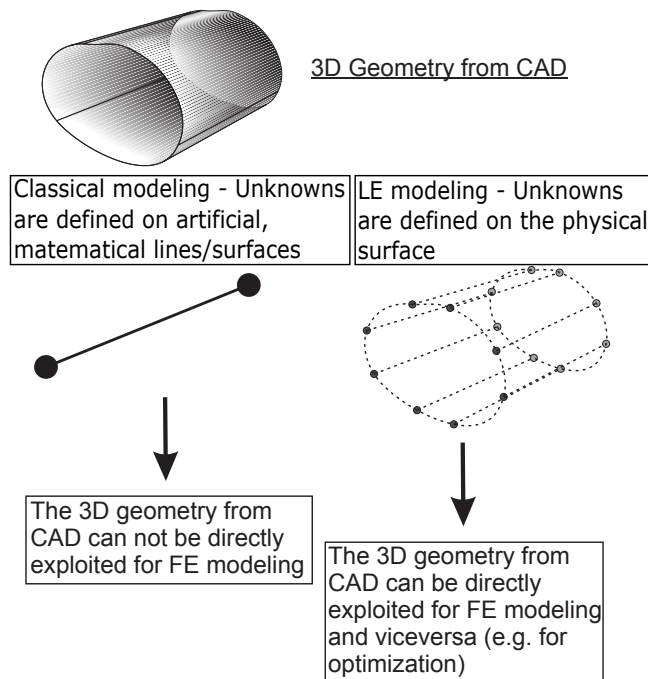 3D Geometry from CAD
Classical modeling - Unknowns
are defined on artificial,
matematical lines/surfaces
LE modeling - Unknowns
are defined on the physical
surface
The 3D geometry from
CAD can not be directly
exploited for FE modeling
The 3D geometry from
CAD can be directly
exploited for FE modeling
and viceversa (e.g. for
optimization)